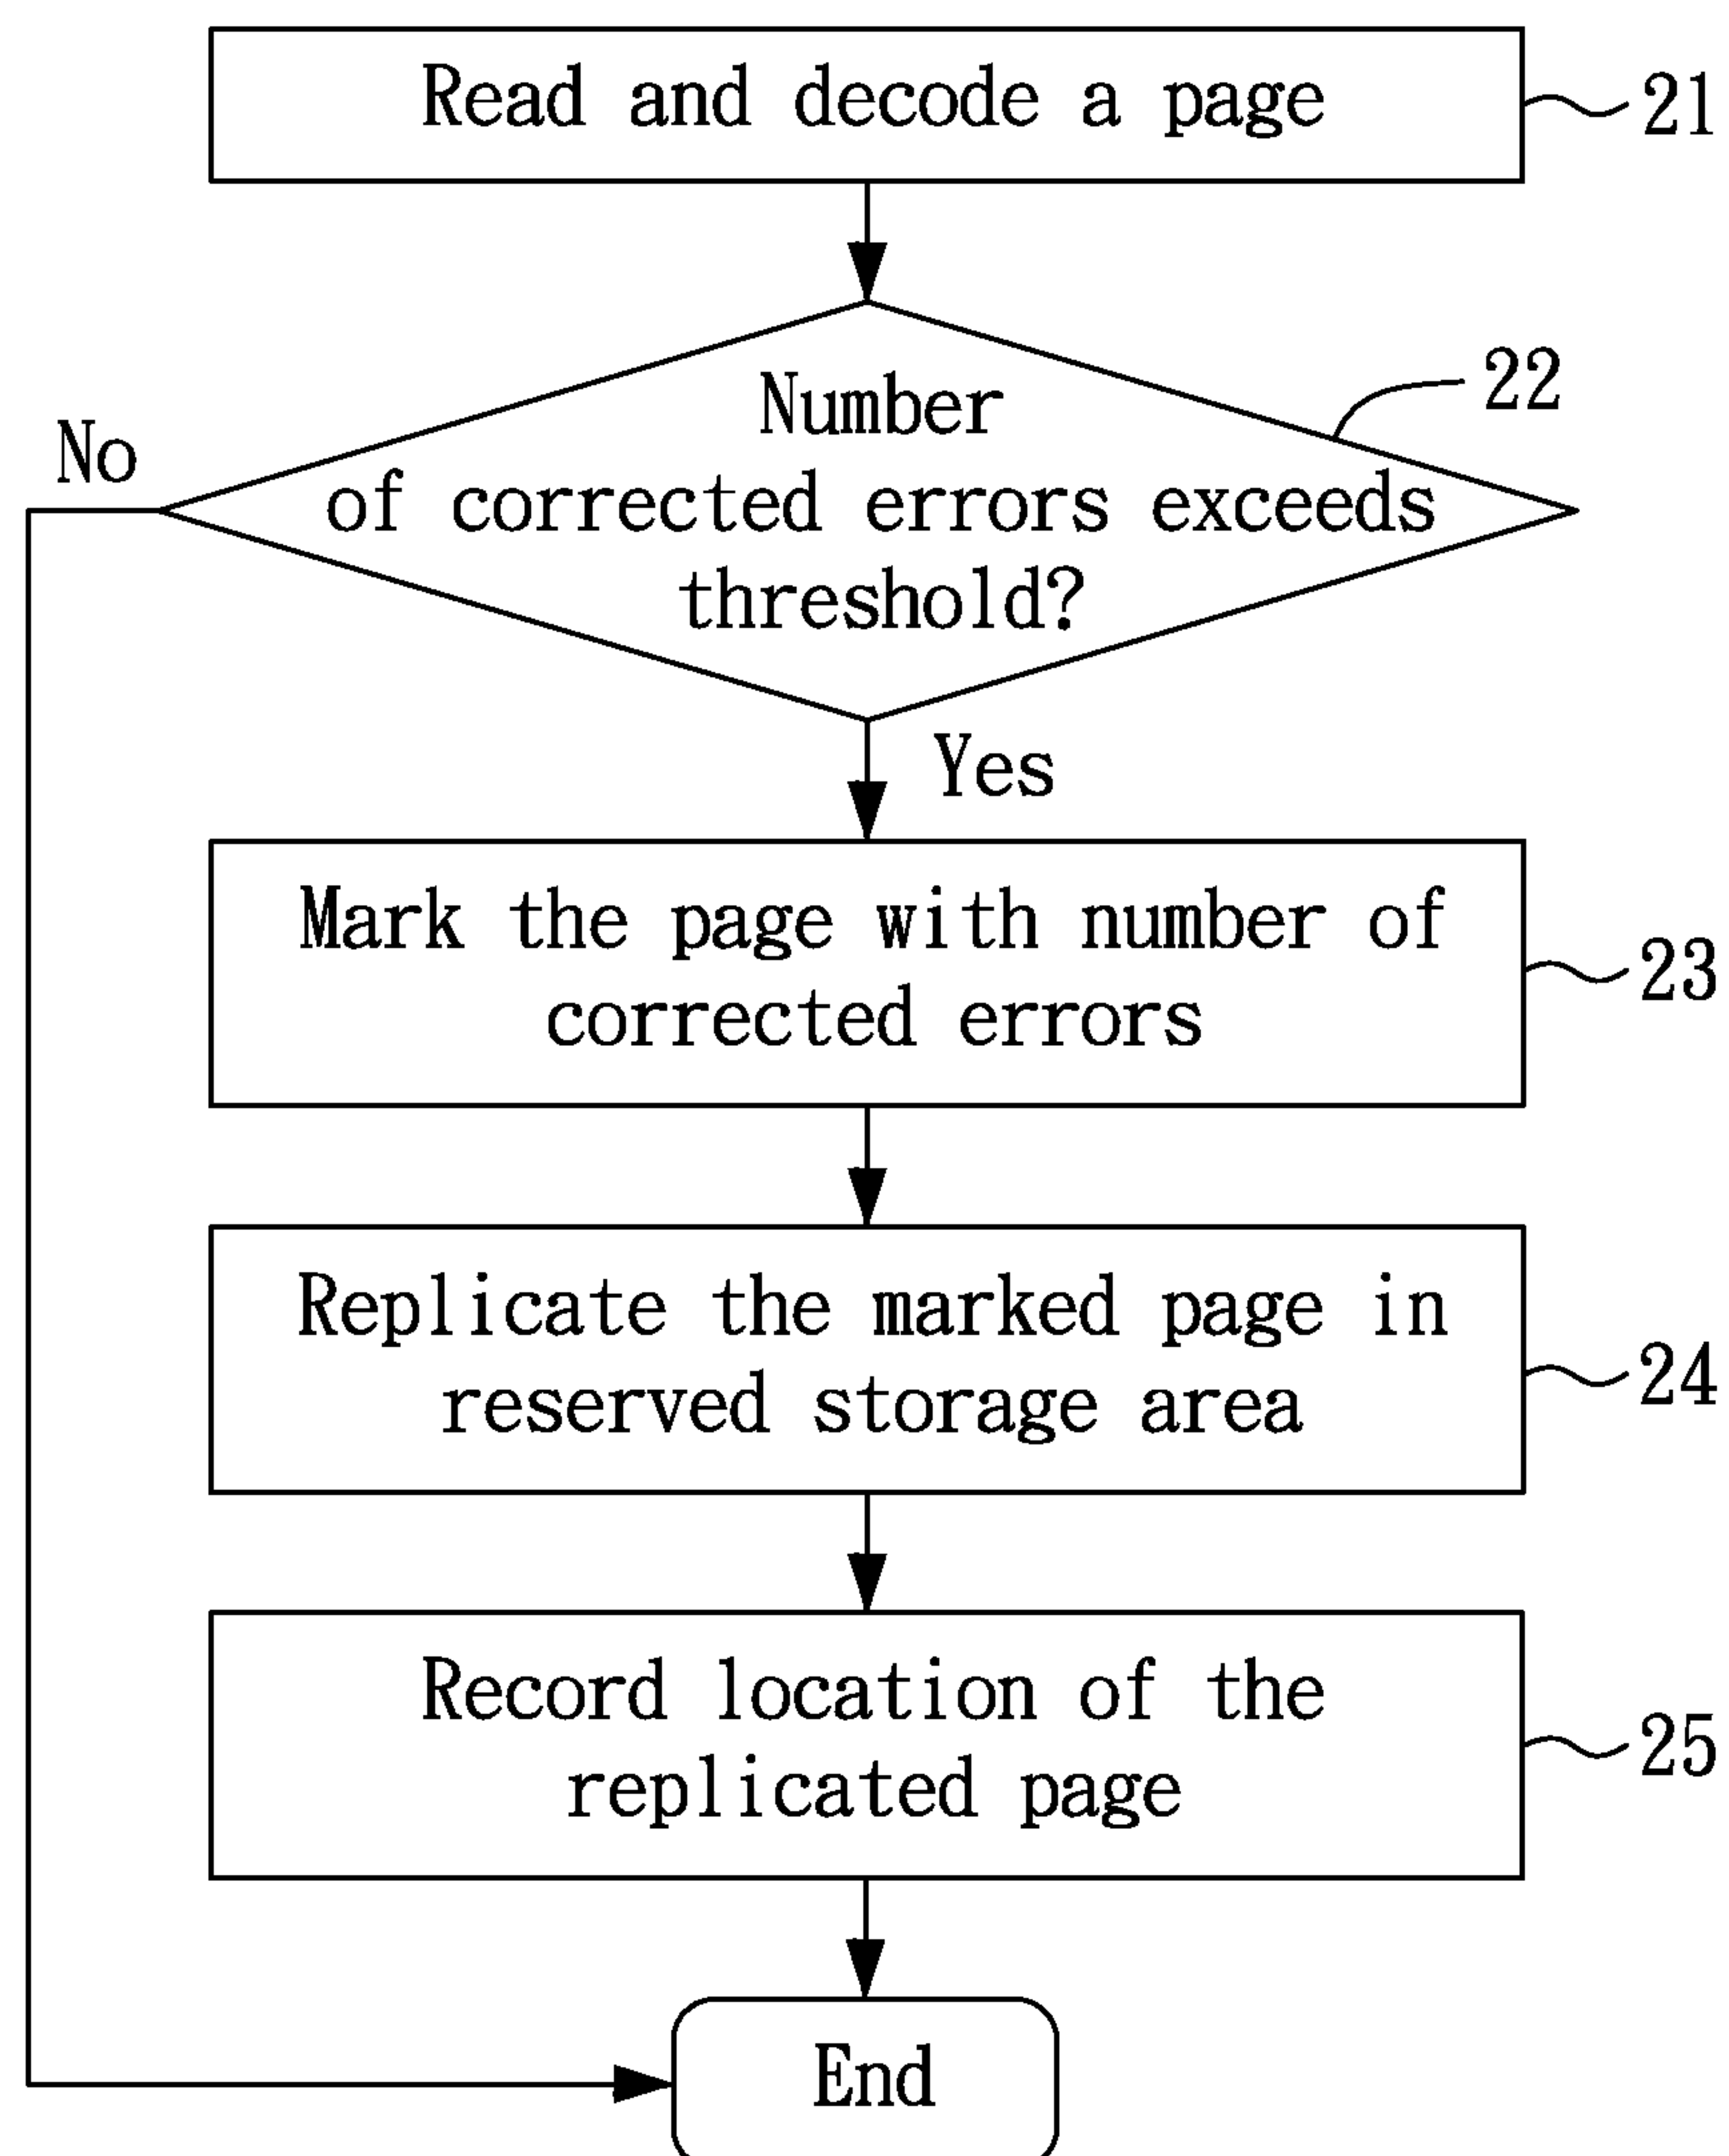 Read and decode a page
21
Number
22
No
of corrected errors exceeds
threshold?
Yes
Mark the page with number of
corrected errors
23
Replicate the marked page in
reserved storage area
24
Record location of the
replicated page
25
End